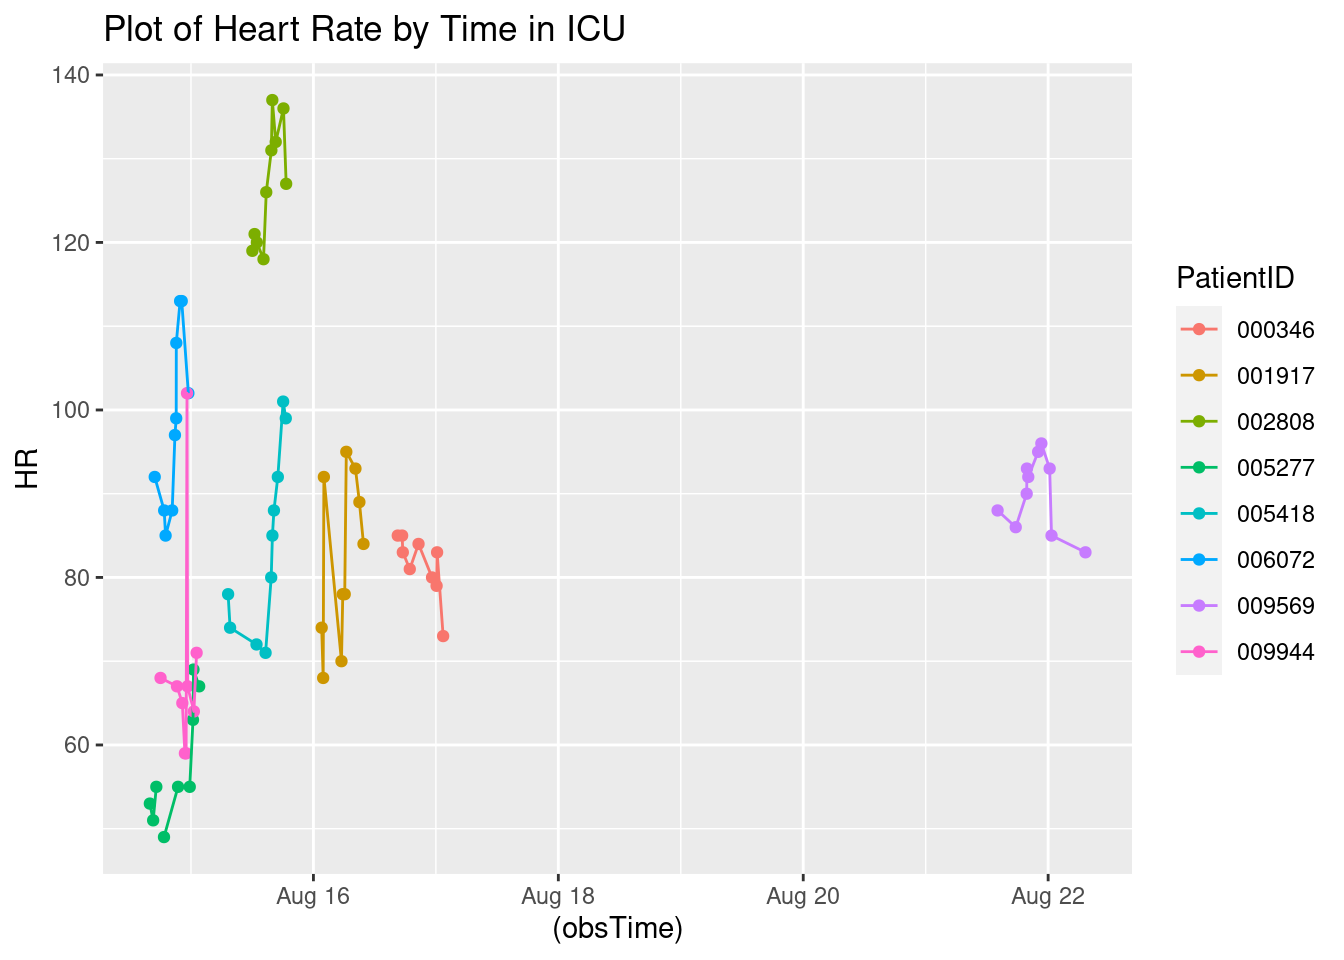 Plot of Heart Rate by Time in ICU
140
120
100
80
60
HR
Aug 16
Aug 18
Aug 20
Aug 22
(obsTime)
PatientID
000346
001917
002808
005277
005418
006072
009569
009944